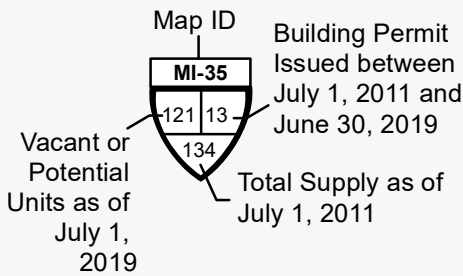 Map ID
MI-35
121
13
134
Building Permit
Issued between
July 1, 2011 and
June 30, 2019
Vacant or
Potential
Units as of
July 1,
2019
Total Supply as of
July 1, 2011